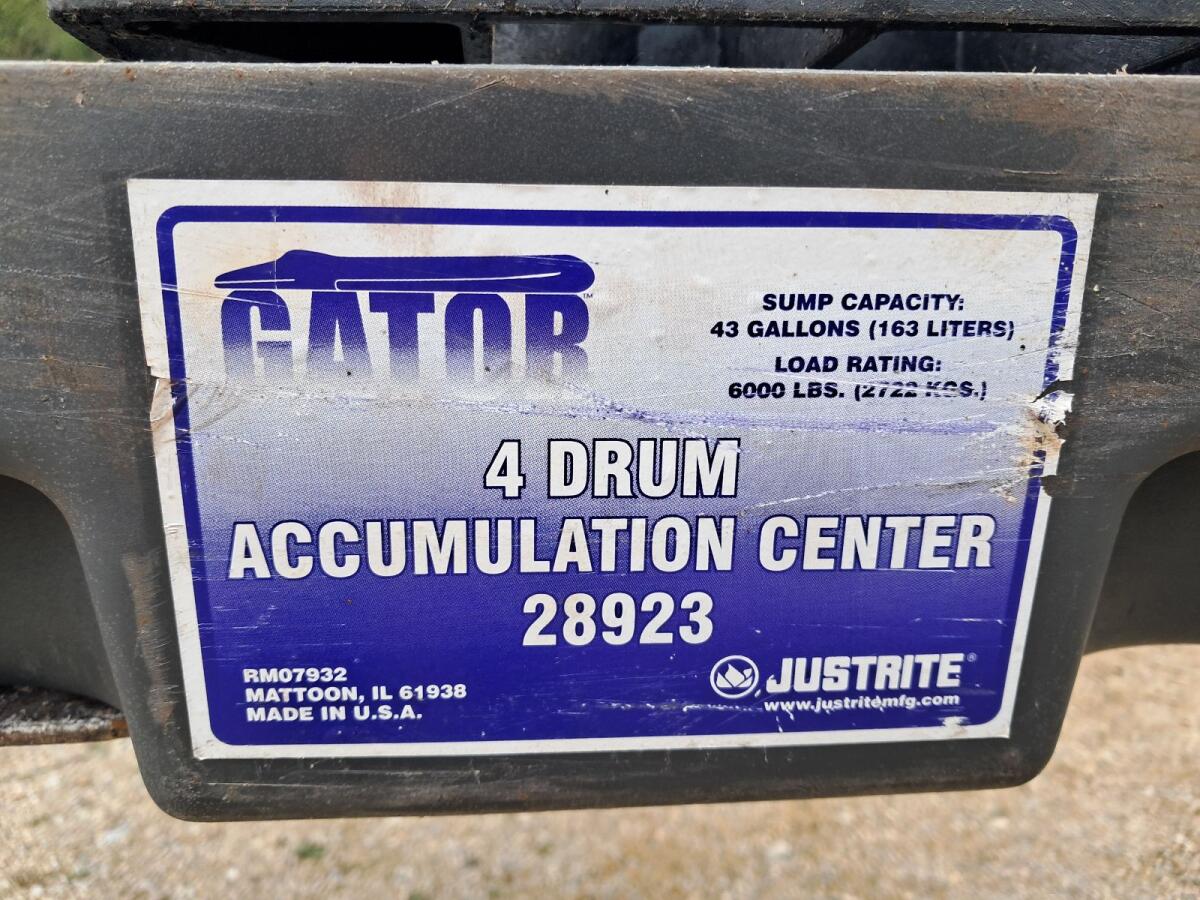 GATOR™
SUMP CAPACITY:
43 GALLONS (163 LITERS)
LOAD RATING:
6000 LBS. (2722 KGS.)
4 DRUM
ACCUMULATION CENTER
28923
RM07932
MATTOON, IL 61938
MADE IN U.S.A.
JUSTRITE®
www.justritemfg.com